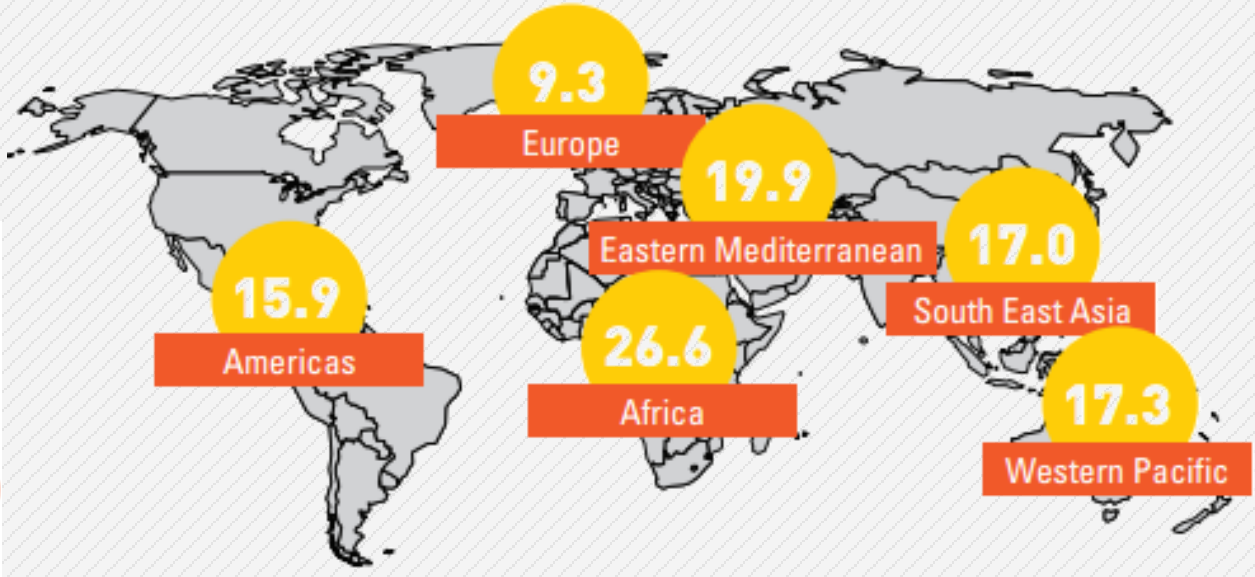 9.3
Europe
19.9
Eastern Mediterranean
17.0
South East Asia
15.9
Americas
26.6
Africa
17.3
Western Pacific